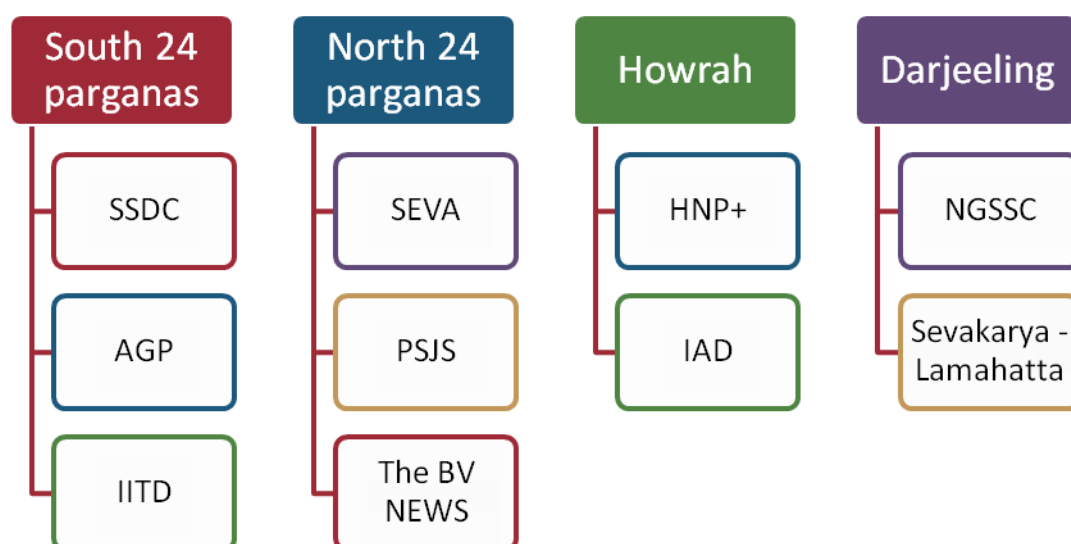 South 24
parganas
SSDC
AGP
IITD
North 24
parganas
SEVA
PSJS
The BV
NEWS
Howrah
HNP+
IAD
Darjeeling
NGSSC
Sevakarya -
Lamahatta